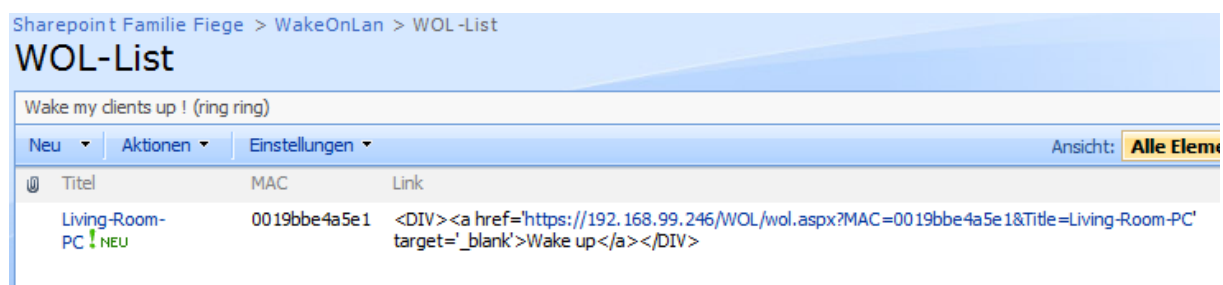 Sharepoint Familie Fiege > WakeOnLan > WOL-List
WOL-List
Wake my clients up ! (ring ring)
Neu Aktionen Einstellungen Ansicht: Alle Eleme
Titel MAC Link
Living-Room- 0019bbe4a5e1 <DIV><a href='https://192.168.99.246/WOL/wol.aspx?MAC=0019bbe4a5e1&Title=Living-Room-PC'
PC ! NEU target='_blank'>Wake up</a></DIV>